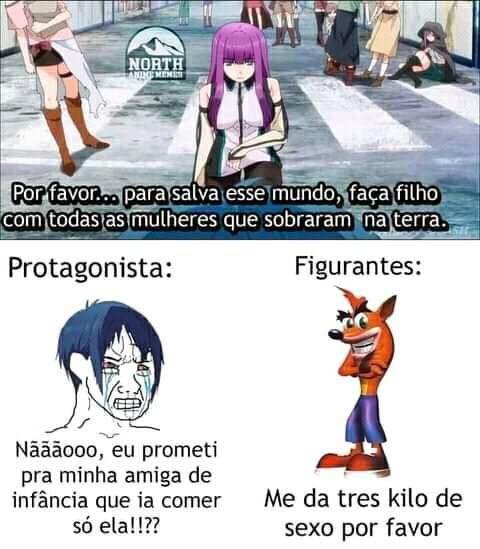 NORTH
ANIME MEMES
Por favor... para salva esse mundo, faça filho
com todas as mulheres que sobraram na terra.
Protagonista:
Figurantes:
Nãããooo, eu prometi
pra minha amiga de
infância que ia comer
só ela!!??
Me da tres kilo de
sexo por favor